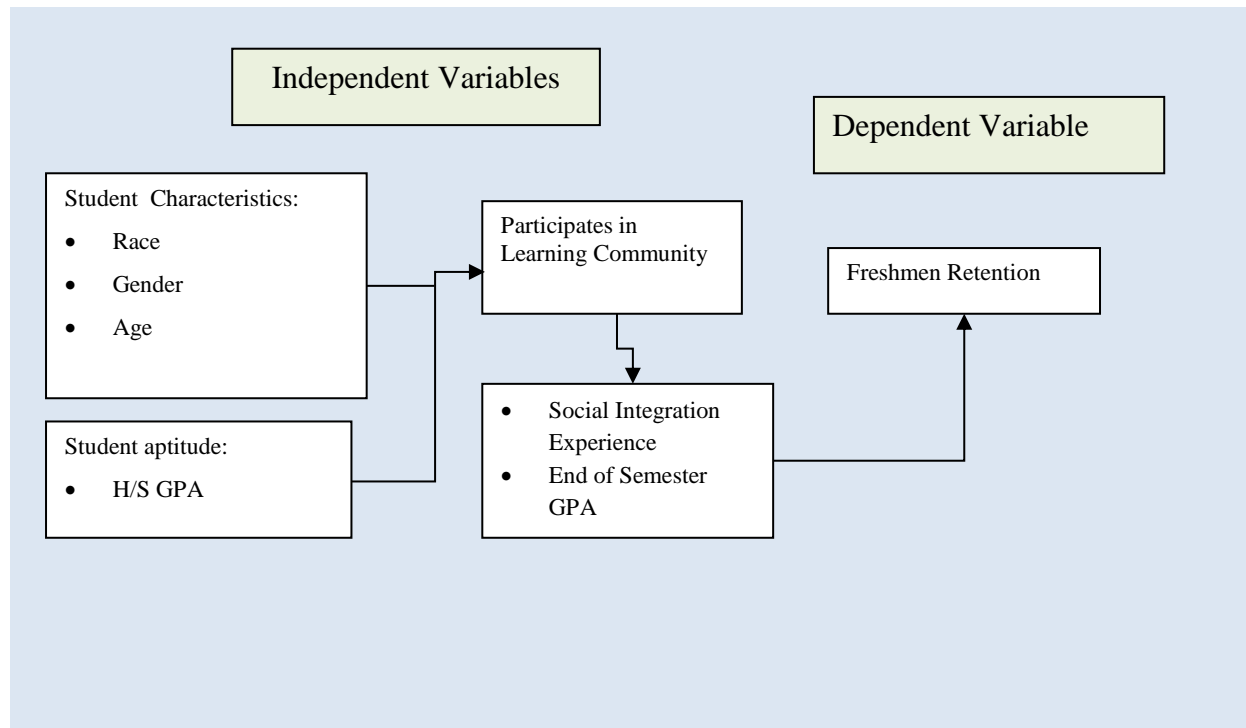 Independent Variables
Dependent Variable
Student Characteristics:
• Race
• Gender
• Age
Student aptitude:
• H/S GPA
Participates in
Learning Community
• Social Integration
Experience
• End of Semester
GPA
Freshmen Retention